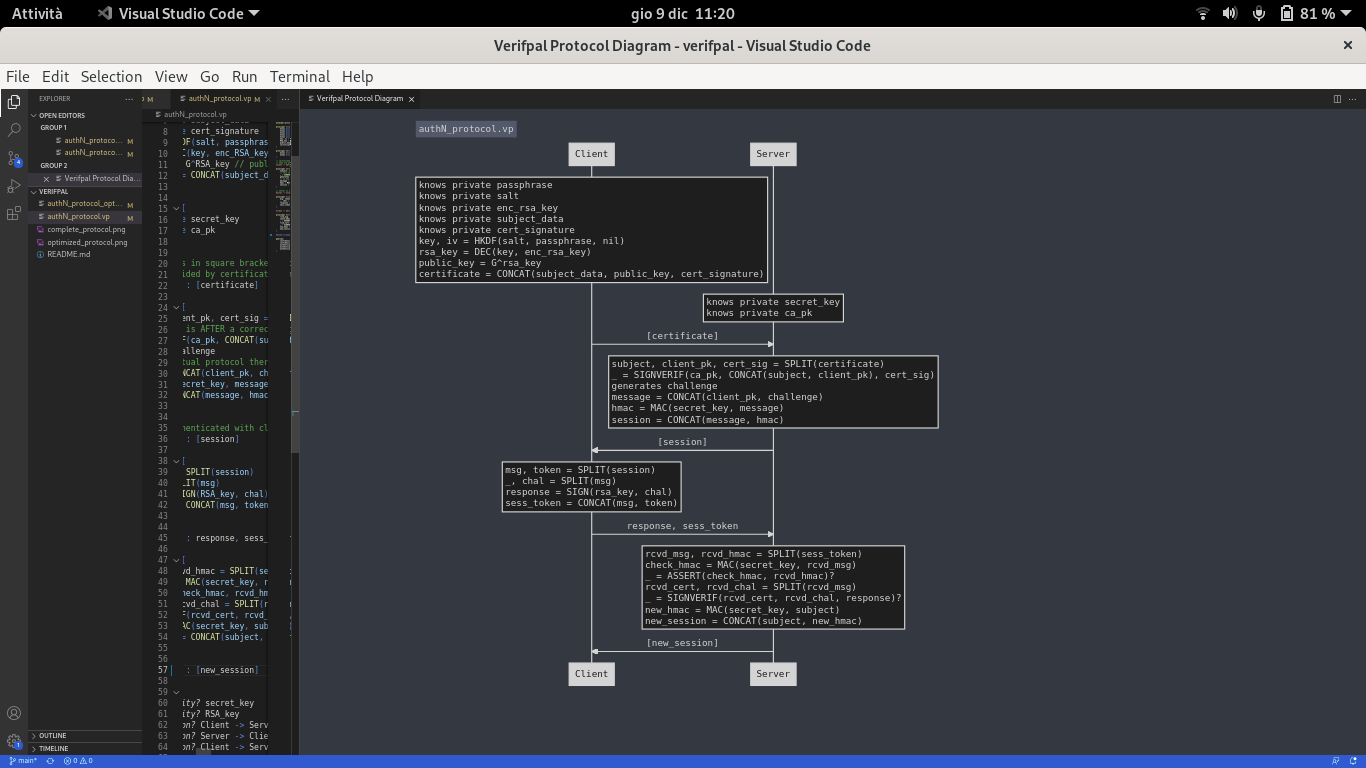 Attività
Visual Studio Code
gio 9 dic 11:20
81 %
Verifpal Protocol Diagram - verifpal - Visual Studio Code
File Edit Selection View Go Run Terminal Help
EXPLORER
OPEN EDITORS
GROUP 1
authN_protoco... M
authN_protoco... M
GROUP 2
Verifpal Protocol Dia...
VERIFPAL
authN_protocol_opt... M
authN_protocol.vp M
complete_protocol.png
optimized_protocol.png
README.md
OUTLINE
TIMELINE
M
authN_protocol.vp M
authN_protocol.vp
8 e cert_signature
9 DF(salt, passphras
10 C(key, enc_RSA_key
11 G^RSA_key // publ
12 = CONCAT(subject_d
13
14
15 [
16 e secret_key
17 e ca_pk
18
19
20 s in square bracke
21 ided by certificat
22 : [certificate]
23
24 [
25 ent_pk, cert_sig =
26 is AFTER a correc
27 F(ca_pk, CONCAT(su
28 allenge
29 tual protocol ther
30 NCAT(client_pk, ch
31 ecret_key, message
32 NCAT(message, hmac
33
34
35 henticated with cl
36 : [session]
37
38 [
39 SPLIT(session)
40 LIT(msg)
41 IGN(RSA_key, chal)
42 CONCAT(msg, token
43
44
45 : response, sess_
46
47 [
48 vd_hmac = SPLIT(se
49 MAC(secret_key, r
50 heck_hmac, rcvd_hm
51 cvd_chal = SPLIT(r
52 F(rcvd_cert, rcvd_
53 AC(secret_key, sub
54 = CONCAT(subject,
55
56
57 : [new_session]
58
59
60 ity? secret_key
61 ity? RSA_key
62 on? Client -> Serv
63 on? Server -> Clie
64 on? Client -> Serv
Verifpal Protocol Diagram
authN_protocol.vp
Client
Server
knows private passphrase
knows private salt
knows private enc_rsa_key
knows private subject_data
knows private cert_signature
key, iv = HKDF(salt, passphrase, nil)
rsa_key = DEC(key, enc_rsa_key)
public_key = G^rsa_key
certificate = CONCAT(subject_data, public_key, cert_signature)
knows private secret_key
knows private ca_pk
[certificate]
subject, client_pk, cert_sig = SPLIT(certificate)
_ = SIGNVERIF(ca_pk, CONCAT(subject, client_pk), cert_sig)
generates challenge
message = CONCAT(client_pk, challenge)
hmac = MAC(secret_key, message)
session = CONCAT(message, hmac)
[session]
msg, token = SPLIT(session)
_, chal = SPLIT(msg)
response = SIGN(rsa_key, chal)
sess_token = CONCAT(msg, token)
response, sess_token
rcvd_msg, rcvd_hmac = SPLIT(sess_token)
check_hmac = MAC(secret_key, rcvd_msg)
_ = ASSERT(check_hmac, rcvd_hmac)?
rcvd_cert, rcvd_chal = SPLIT(rcvd_msg)
_ = SIGNVERIF(rcvd_cert, rcvd_chal, response)?
new_hmac = MAC(secret_key, subject)
new_session = CONCAT(subject, new_hmac)
[new_session]
Client
Server
4
1
main*
0 0